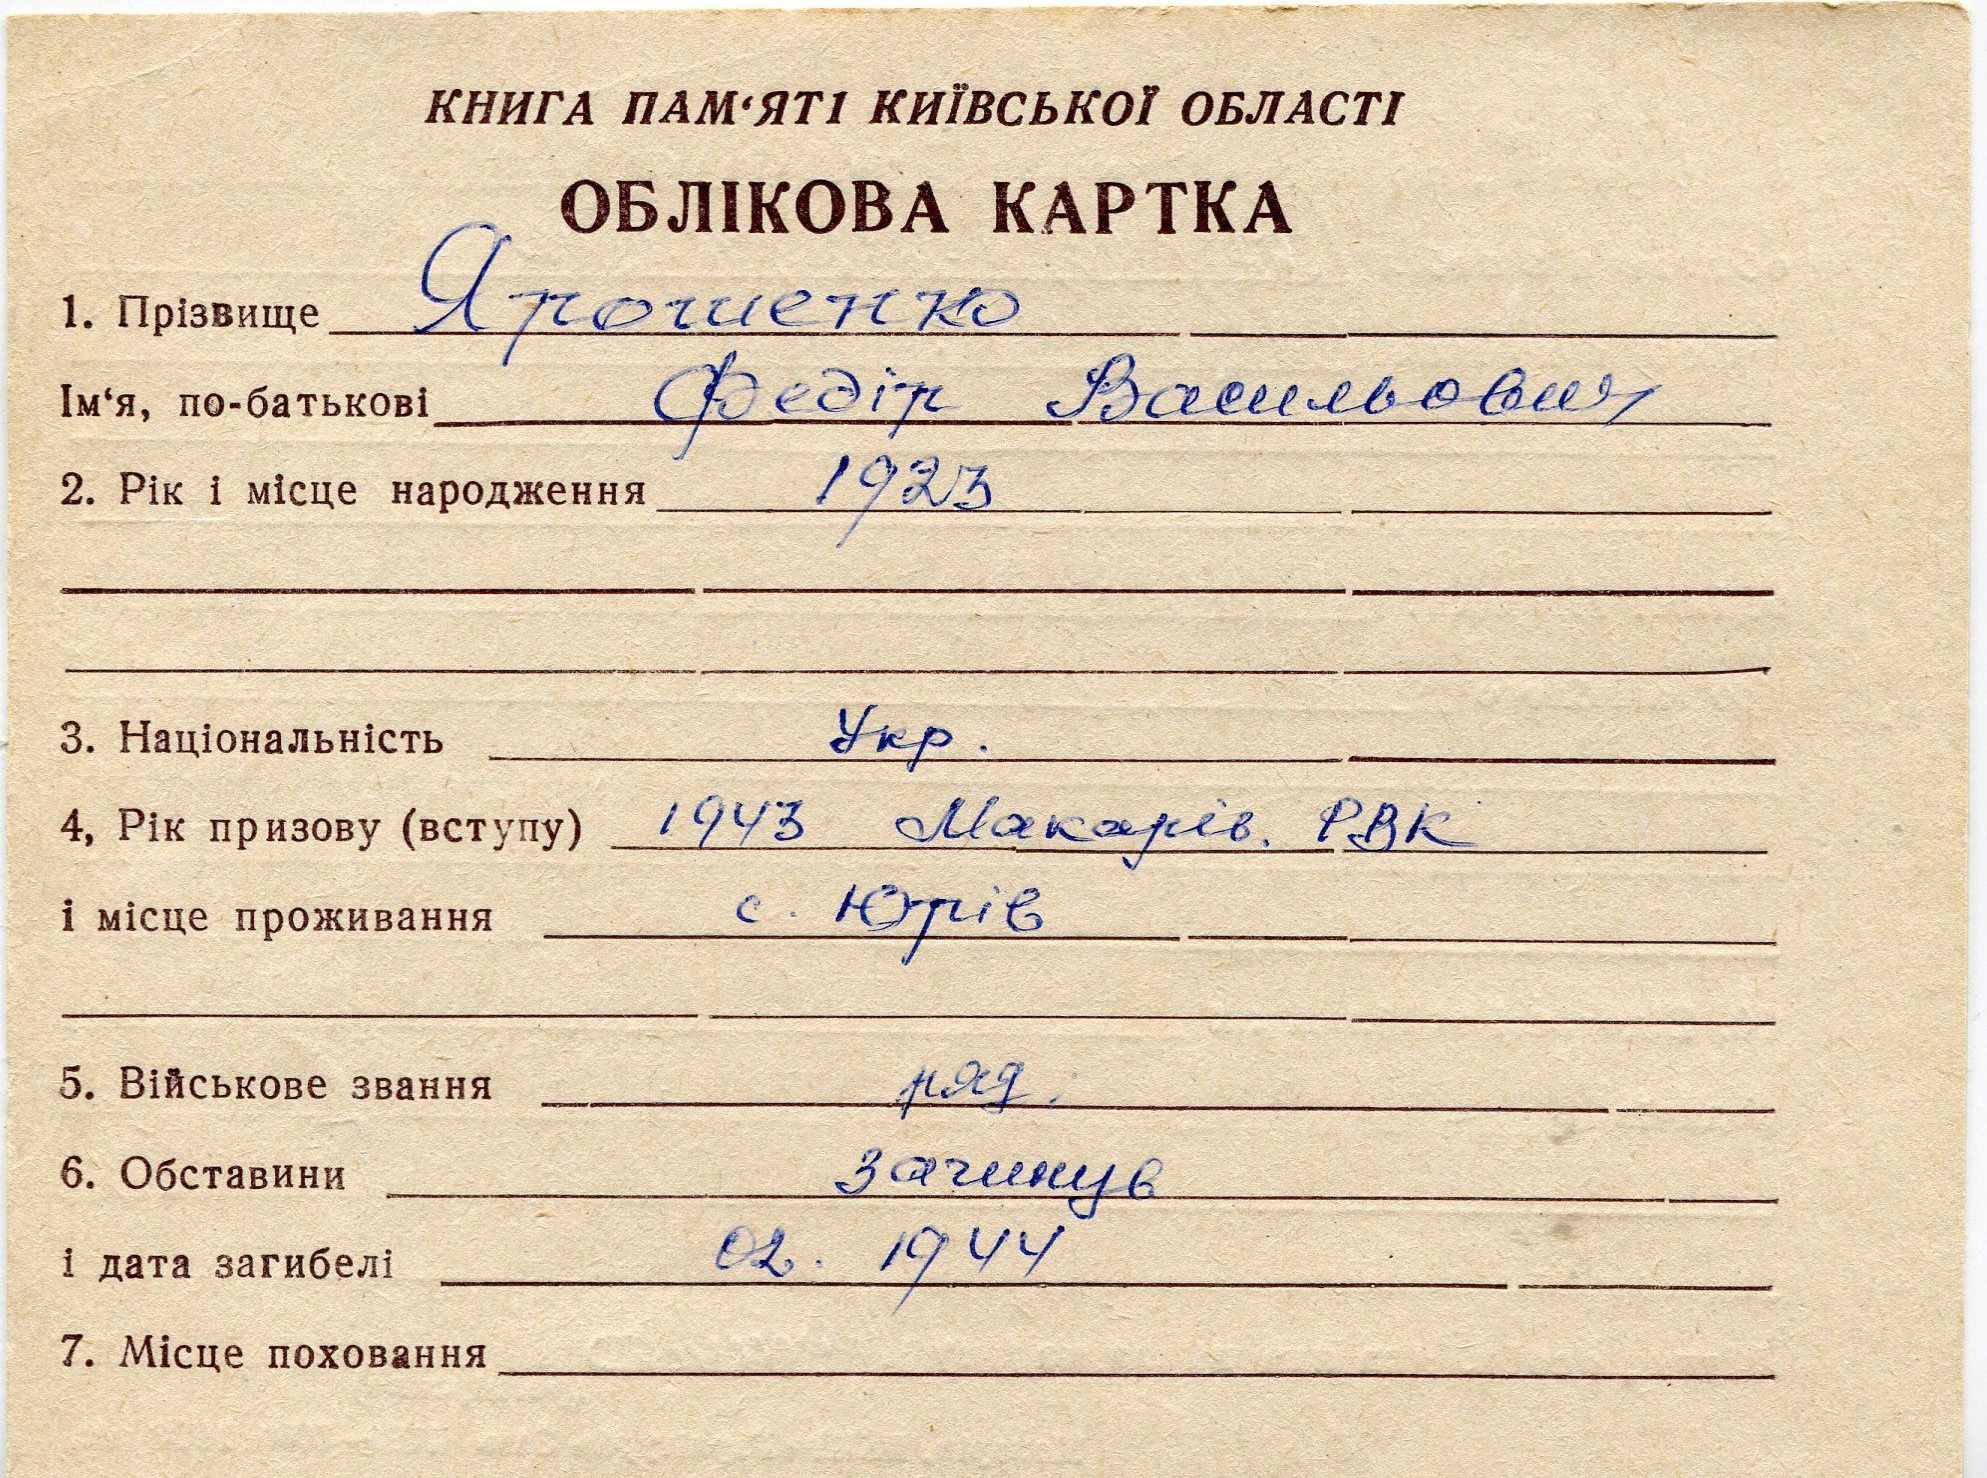 КНИГА ПАМ‘ЯТІ КИЇВСЬКОЇ ОБЛАСТІ
ОБЛІКОВА КАРТКА
1. Прізвище Ярошенко
Ім‘я, по-батькові Федір Васильович
2. Рік і місце народження 1923
3. Національність Укр.
4, Рік призову (вступу) 1943 Макарів. РВК
і місце проживання с. Юрів
5. Військове звання ряд.
6. Обставини загинув
і дата загибелі 02. 1944
7. Місце поховання